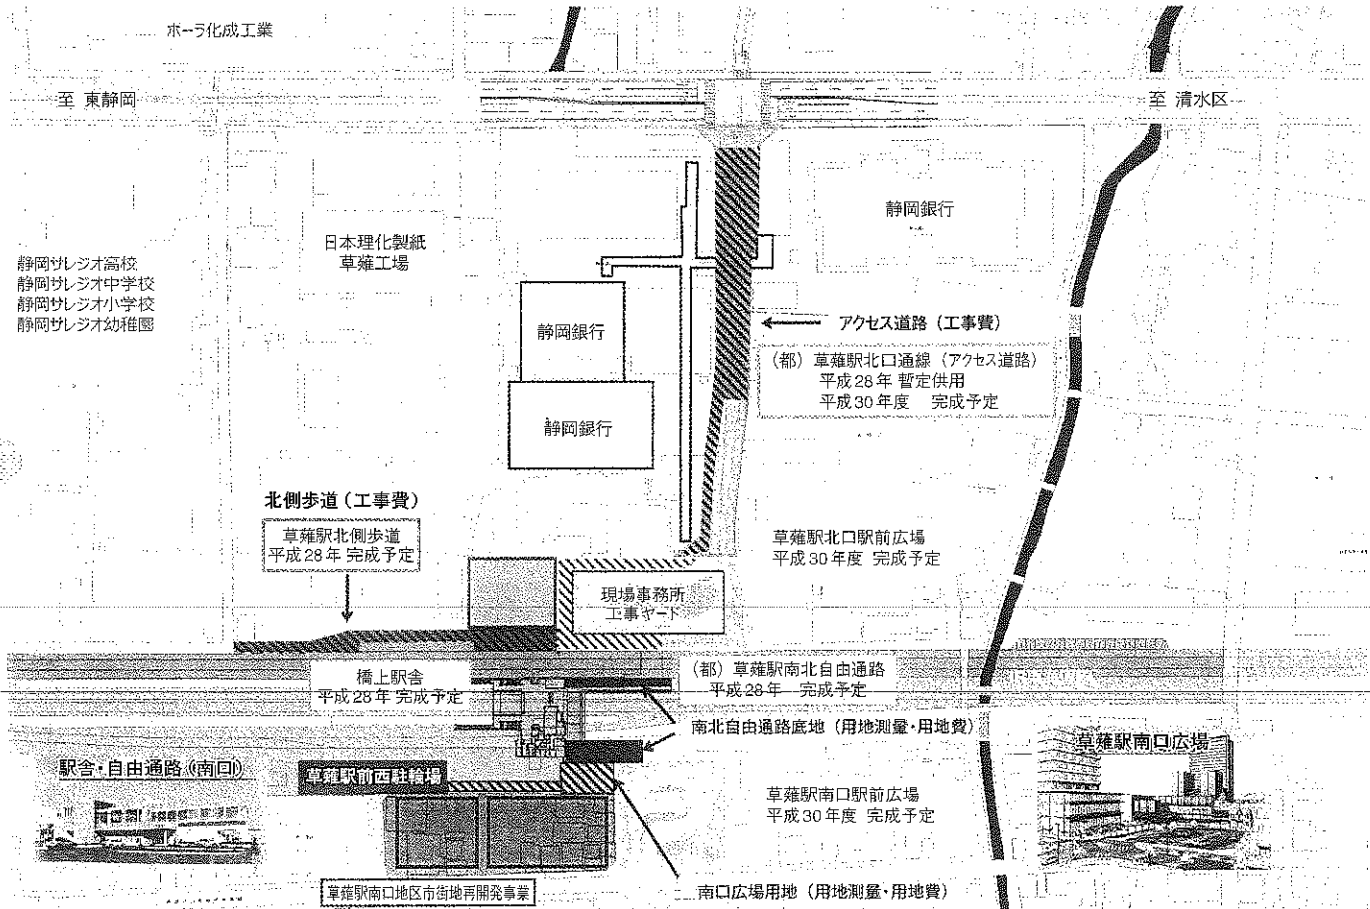 ポーラ化成工業
至 東静岡
至 清水区
静岡銀行
日本理化製紙
草薙工場
静岡サレジオ高校
静岡サレジオ中学校
静岡サレジオ小学校
静岡サレジオ幼稚園
静岡銀行
アクセス道路（工事費）
（都）草薙駅北口通線（アクセス道路）
平成28年 暫定供用
平成30年度 完成予定
静岡銀行
北側歩道（工事費）
草薙駅北側歩道
平成28年 完成予定
草薙駅北口駅前広場
平成30年度 完成予定
現場事務所
工事ヤード
橋上駅舎
平成28年 完成予定
（都）草薙駅南北自由通路
平成28年 完成予定
南北自由通路底地（用地測量・用地費）
草薙駅南口広場
駅舎・自由通路（南口）
草薙駅前西駐輪場
草薙駅南口駅前広場
平成30年度 完成予定
草薙駅南口地区市街地再開発事業
南口広場用地（用地測量・用地費）